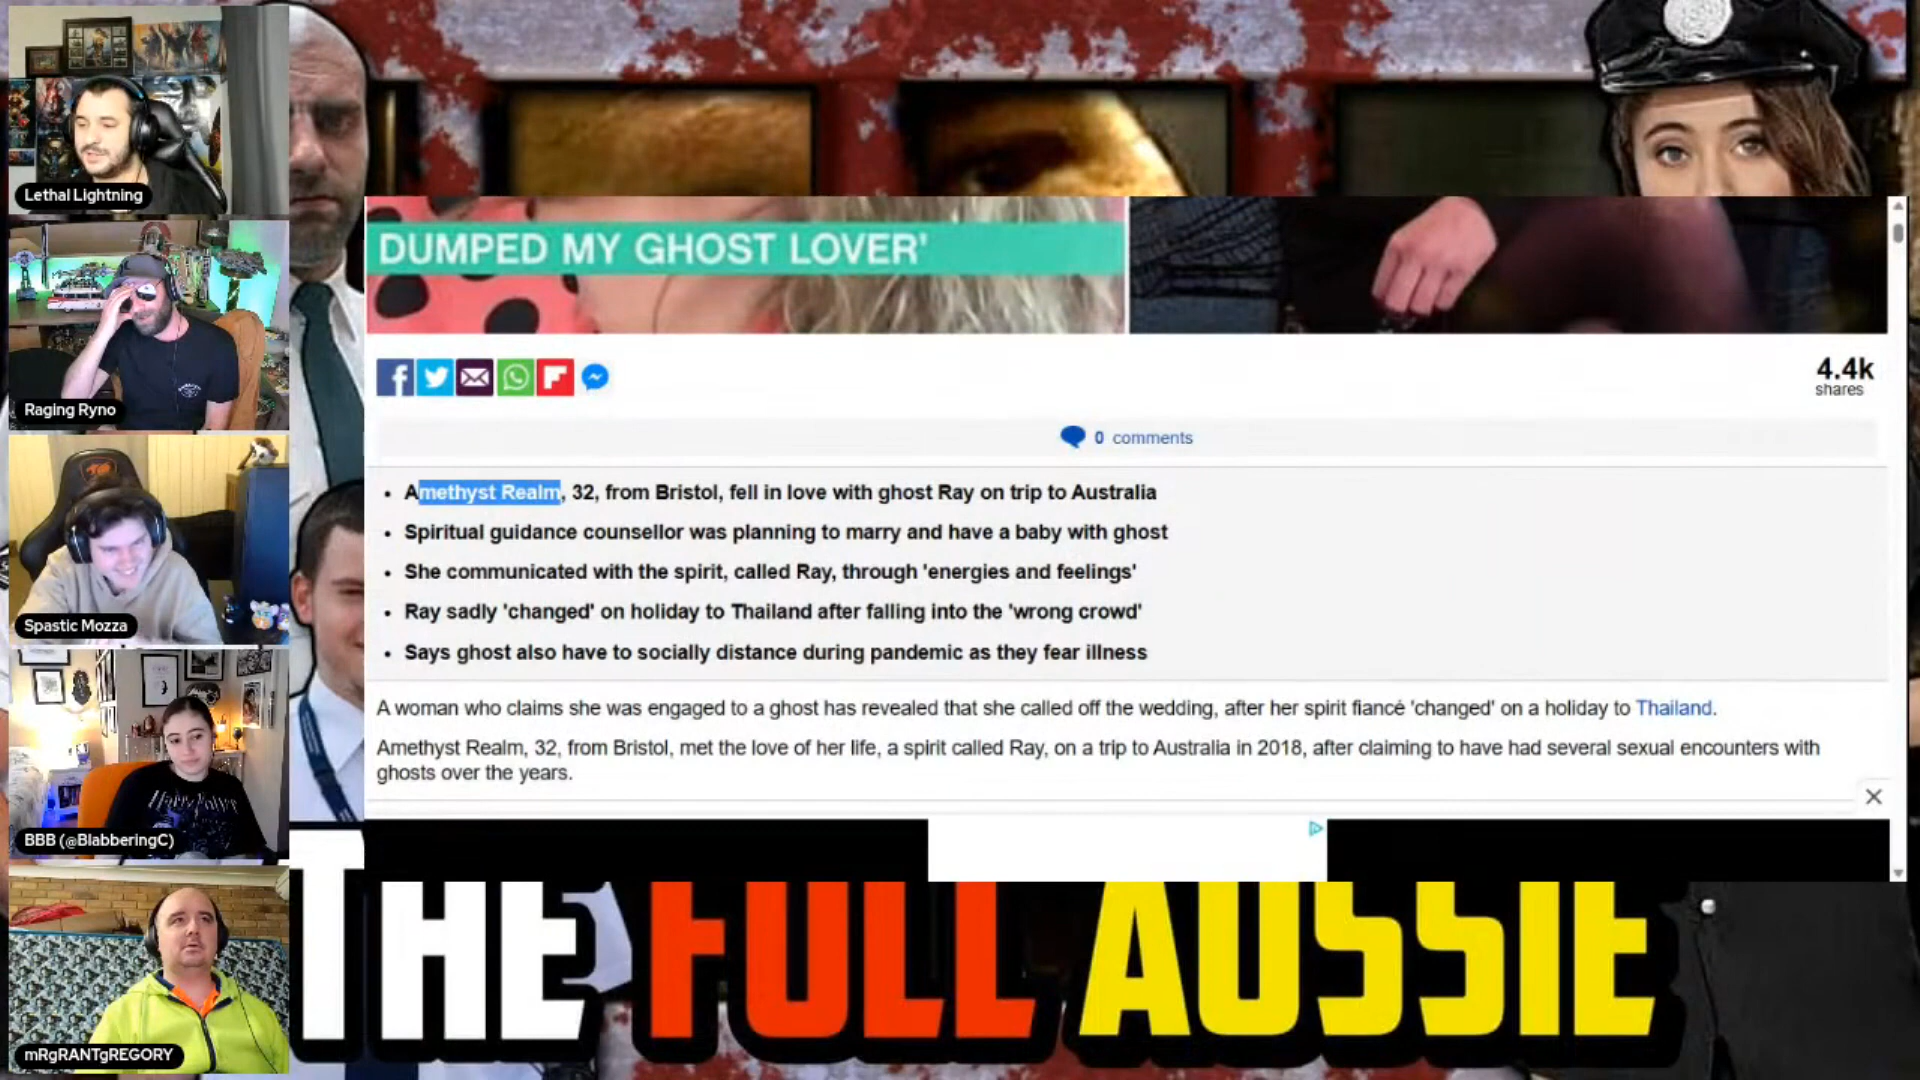 Lethal Lightning
Raging Ryno
Spastic Mozza
BBB (@BlabberingC)
mRgRANTgREGORY
DUMPED MY GHOST LOVER'
4.4k
shares
0 comments
• Amethyst Realm, 32, from Bristol, fell in love with ghost Ray on trip to Australia
• Spiritual guidance counsellor was planning to marry and have a baby with ghost
• She communicated with the spirit, called Ray, through 'energies and feelings'
• Ray sadly 'changed' on holiday to Thailand after falling into the 'wrong crowd'
• Says ghost also have to socially distance during pandemic as they fear illness
A woman who claims she was engaged to a ghost has revealed that she called off the wedding, after her spirit fiancé 'changed' on a holiday to Thailand.
Amethyst Realm, 32, from Bristol, met the love of her life, a spirit called Ray, on a trip to Australia in 2018, after claiming to have had several sexual encounters with
ghosts over the years.
THE FULL AUSSIE